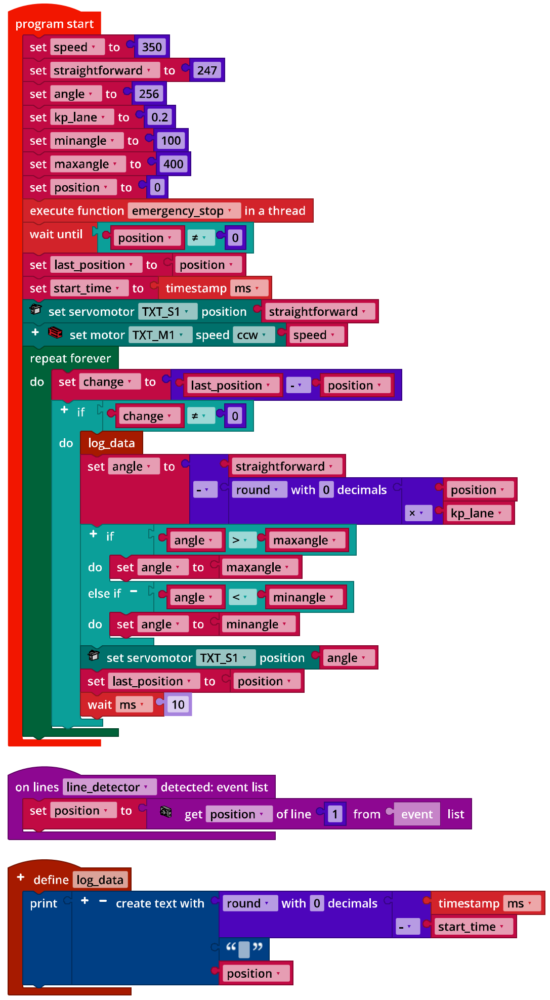 program start
set speed to 350
set straightforward to 247
set angle to 256
set kp_lane to 0.2
set minangle to 100
set maxangle to 400
set position to 0
execute function emergency_stop in a thread
wait until position ≠ 0
set last_position to position
set start_time to timestamp ms
set servomotor TXT_S1 position straightforward
+ set motor TXT_M1 speed ccw speed
repeat forever
do set change to last_position - position
+ if change ≠ 0
do log_data
set angle to straightforward
- round with 0 decimals position
× kp_lane
+ if angle > maxangle
do set angle to maxangle
else if - angle < minangle
do set angle to minangle
set servomotor TXT_S1 position angle
set last_position to position
wait ms 10
on lines line_detector detected: event list
set position to get position of line 1 from event list
+ define log_data
print + - create text with round with 0 decimals timestamp ms
- start_time
“ ”
position